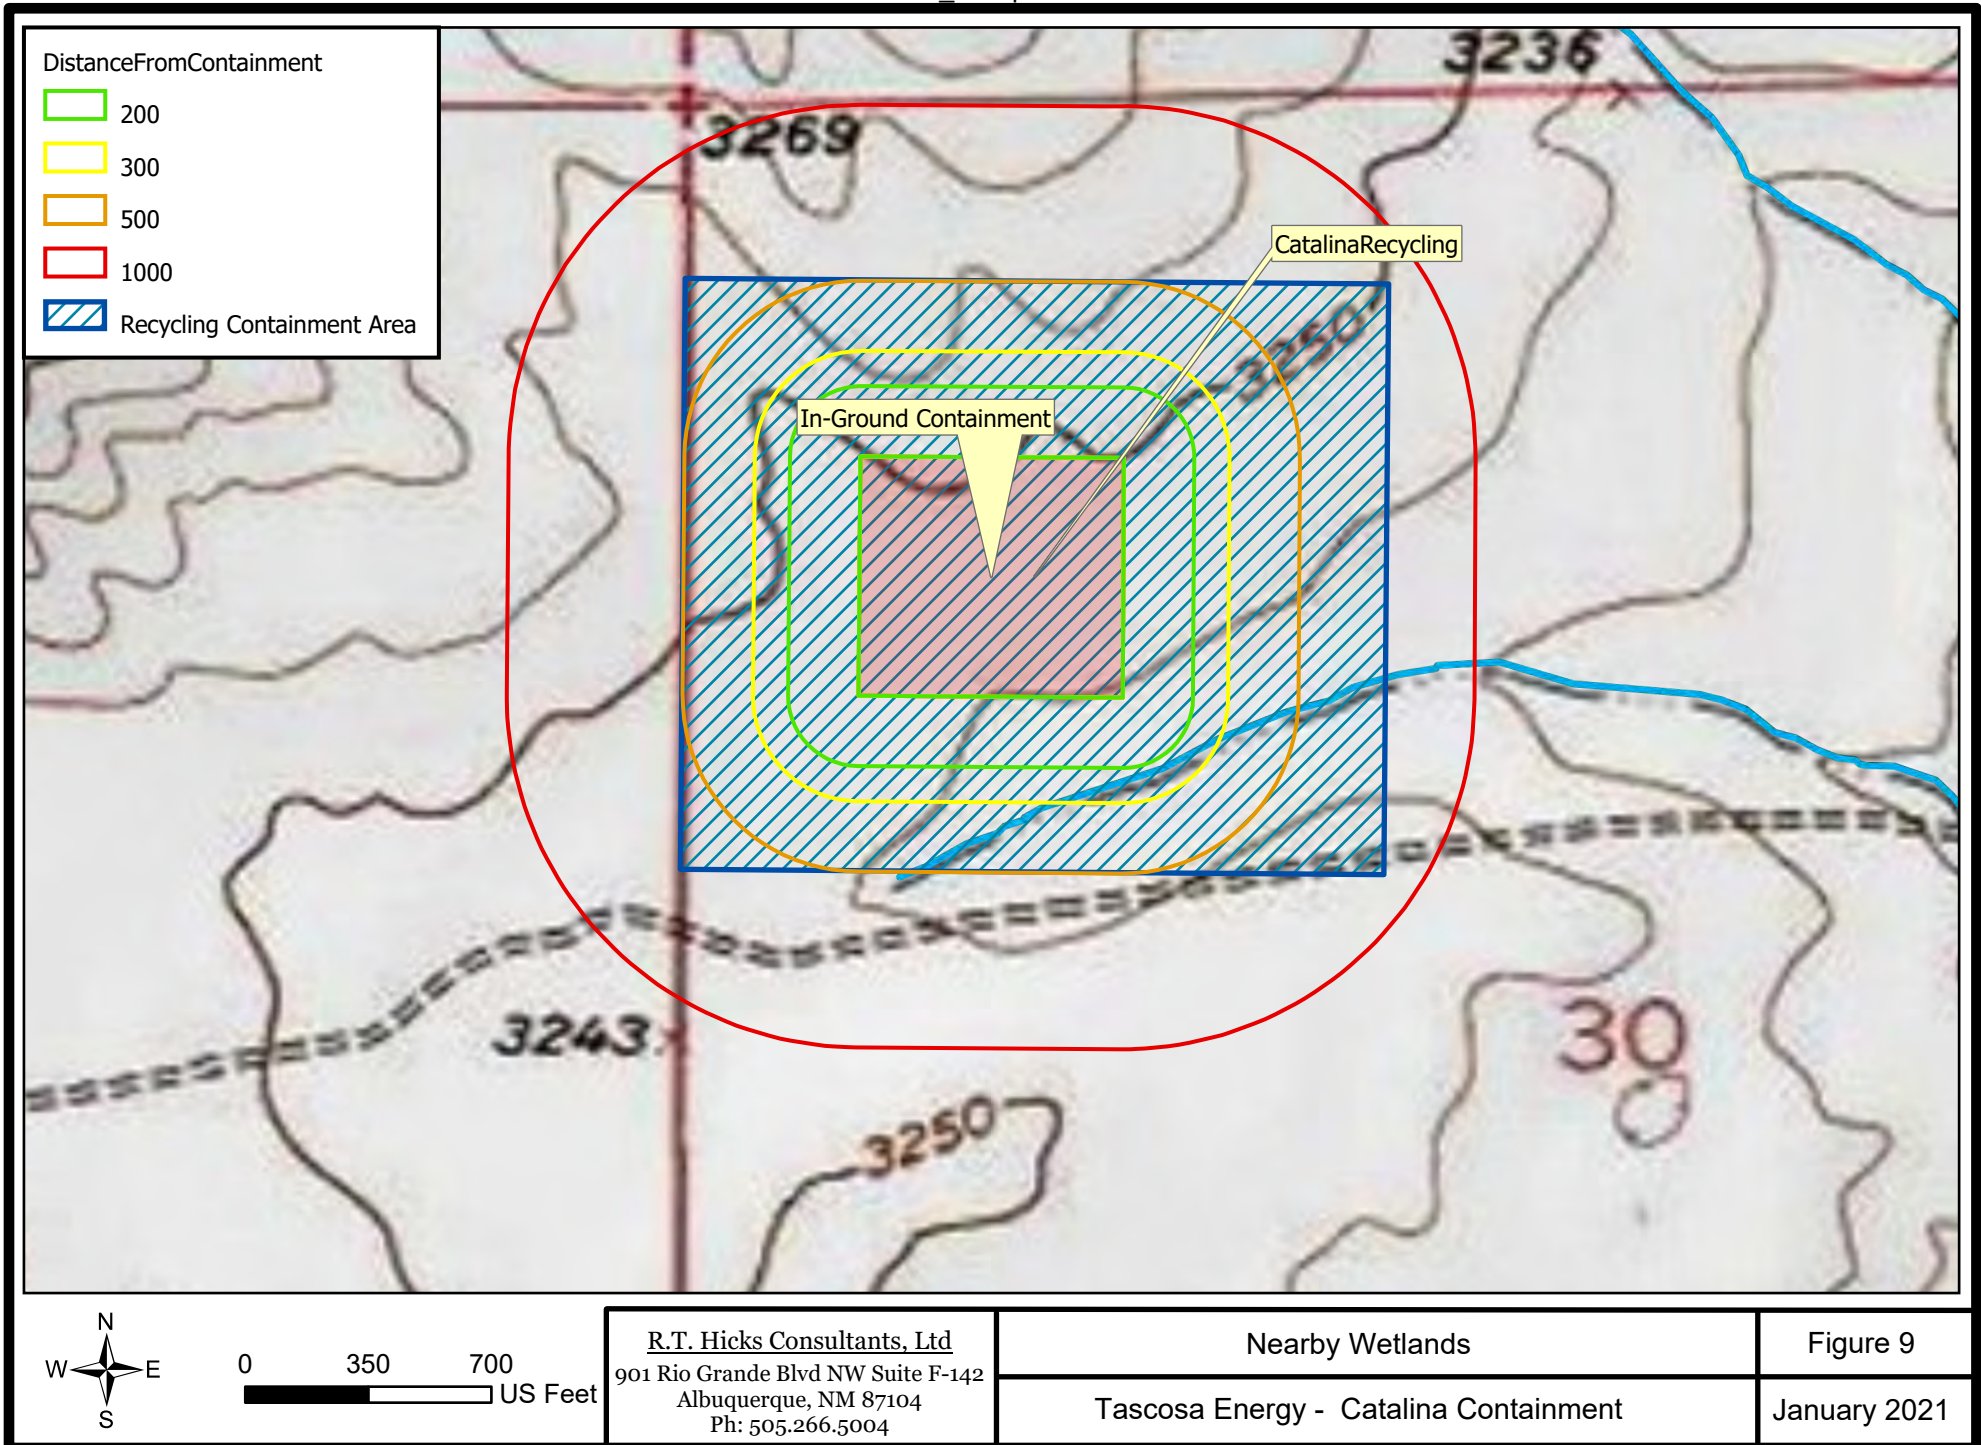 DistanceFromContainment
200
300
500
1000
Recycling Containment Area
3236
3269
CatalinaRecycling
3250
In-Ground Containment
3243
30
3250
N
W E
S
0 350 700
US Feet
R.T. Hicks Consultants, Ltd
901 Rio Grande Blvd NW Suite F-142
Albuquerque, NM 87104
Ph: 505.266.5004
Nearby Wetlands
Tascosa Energy - Catalina Containment
Figure 9
January 2021